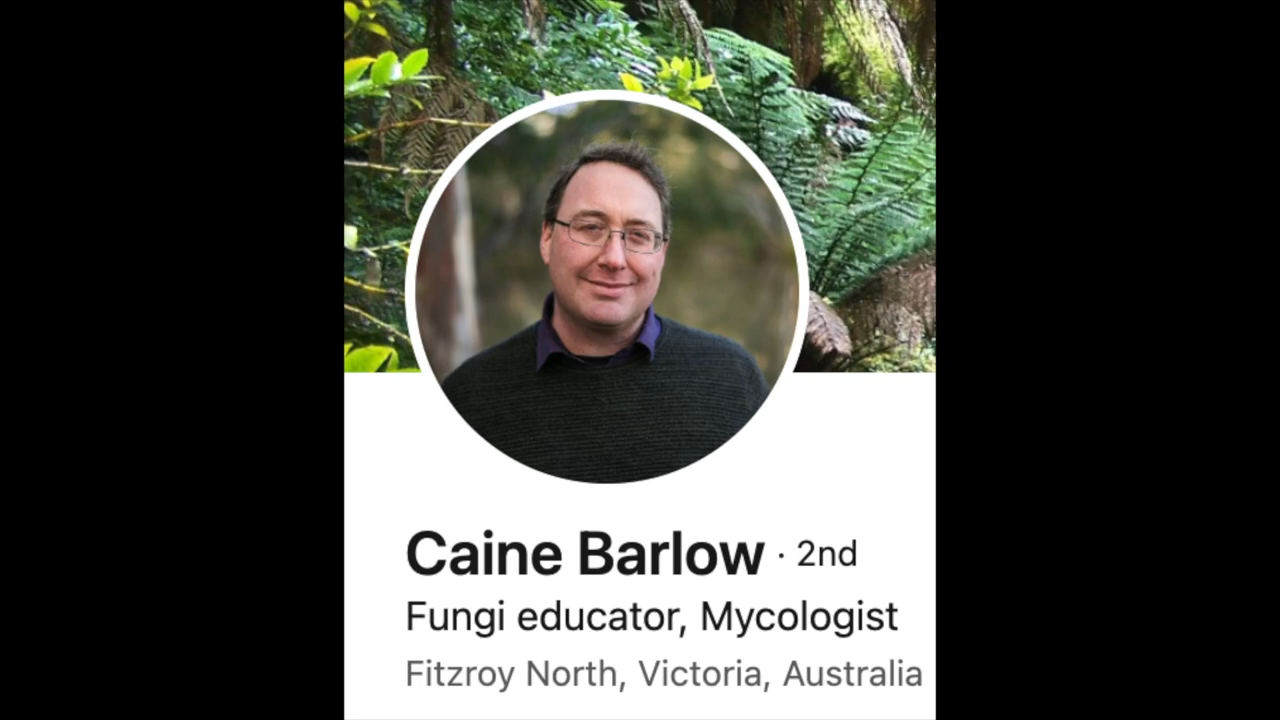 Caine Barlow · 2nd
Fungi educator, Mycologist
Fitzroy North, Victoria, Australia